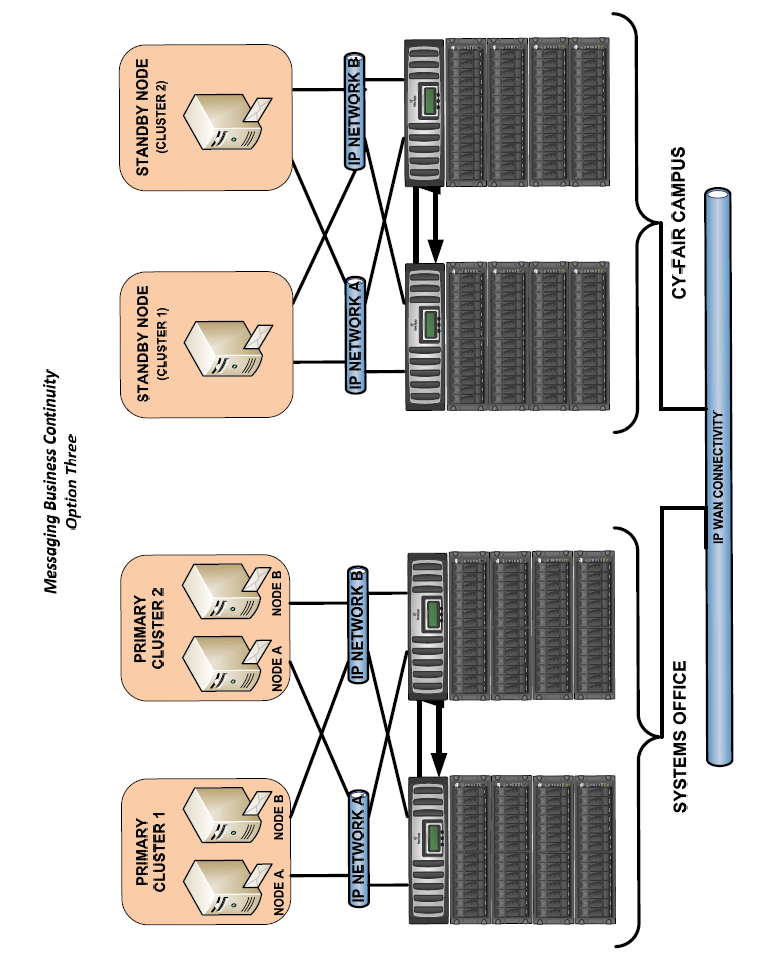 Messaging Business Continuity
Option Three
PRIMARY
CLUSTER 1
NODE A
NODE B
PRIMARY
CLUSTER 2
NODE A
NODE B
STANDBY NODE
(CLUSTER 1)
STANDBY NODE
(CLUSTER 2)
IP NETWORK A
IP NETWORK B
IP NETWORK A
IP NETWORK B
SYSTEMS OFFICE
CY-FAIR CAMPUS
IP WAN CONNECTIVITY